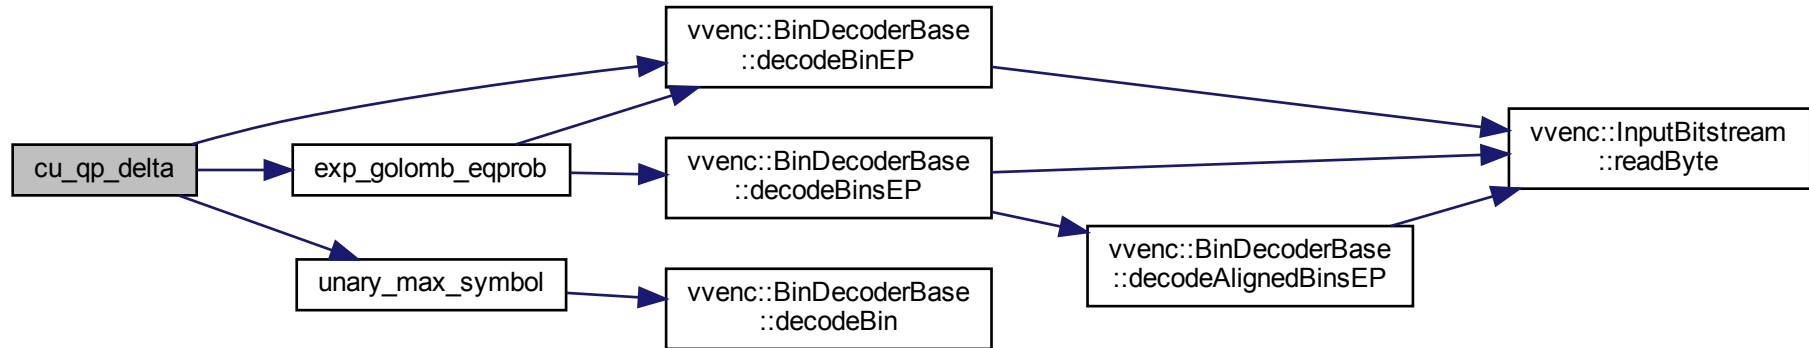 cu_qp_delta
exp_golomb_eqprob
unary_max_symbol
vvenc::BinDecoderBase
::decodeBinEP
vvenc::BinDecoderBase
::decodeBinsEP
vvenc::BinDecoderBase
::decodeBin
vvenc::BinDecoderBase
::decodeAlignedBinsEP
vvenc::InputBitstream
::readByte